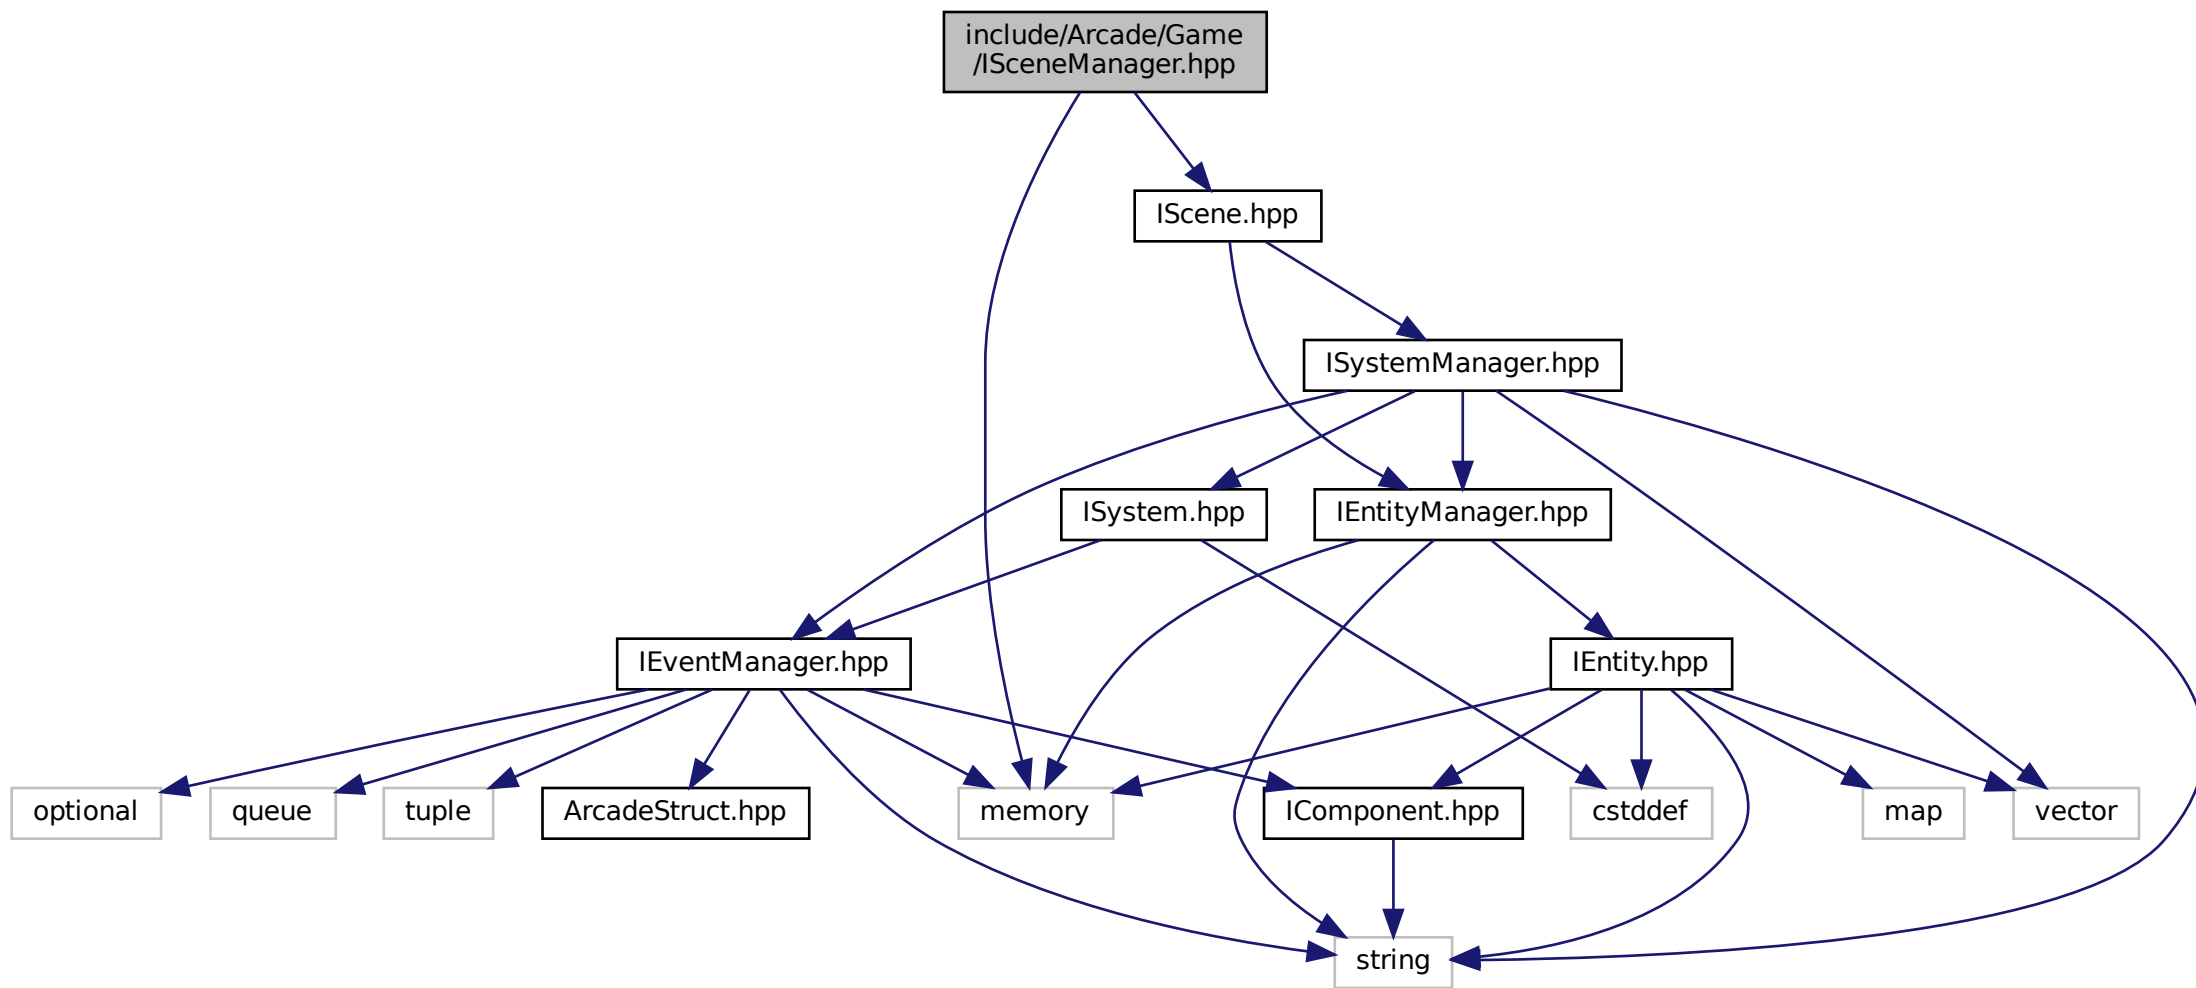 include/Arcade/Game
/ISceneManager.hpp
IScene.hpp
ISystemManager.hpp
ISystem.hpp
IEntityManager.hpp
IEventManager.hpp
IEntity.hpp
optional
queue
tuple
ArcadeStruct.hpp
memory
IComponent.hpp
cstddef
map
vector
string